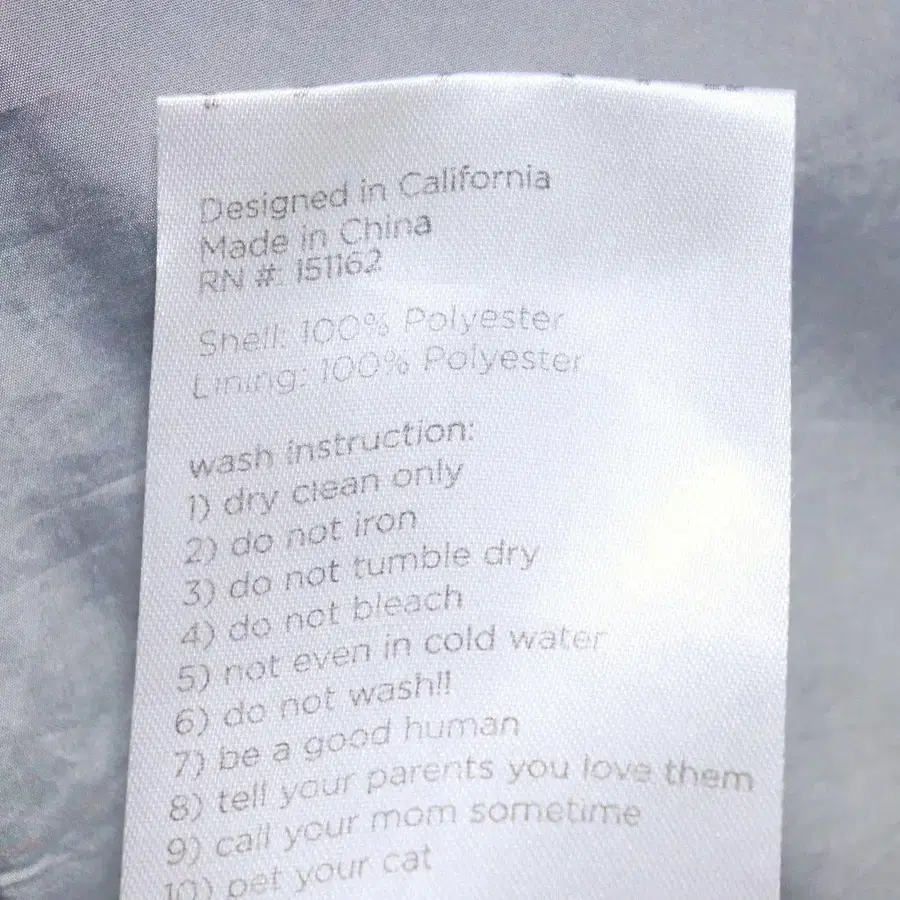 Designed in California
Made in China
RN #: 151162
Shell: 100% Polyester
Lining: 100% Polyester
wash instruction:
1) dry clean only
2) do not iron
3) do not tumble dry
4) do not bleach
5) not even in cold water
6) do not wash!!
7) be a good human
8) tell your parents you love them
9) call your mom sometime
10) pet your cat